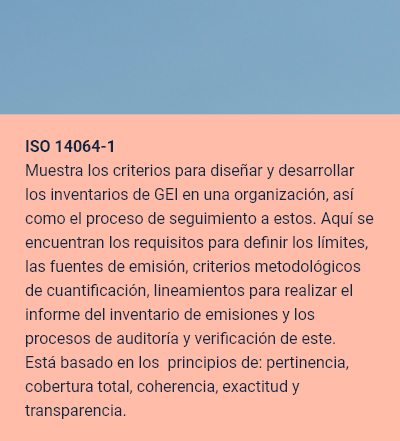 ISO 14064-1
Muestra los criterios para diseñar y desarrollar
los inventarios de GEI en una organización, así
como el proceso de seguimiento a estos. Aquí se
encuentran los requisitos para definir los límites,
las fuentes de emisión, criterios metodológicos
de cuantificación, lineamientos para realizar el
informe del inventario de emisiones y los
procesos de auditoría y verificación de este.
Está basado en los  principios de: pertinencia,
cobertura total, coherencia, exactitud y
transparencia.